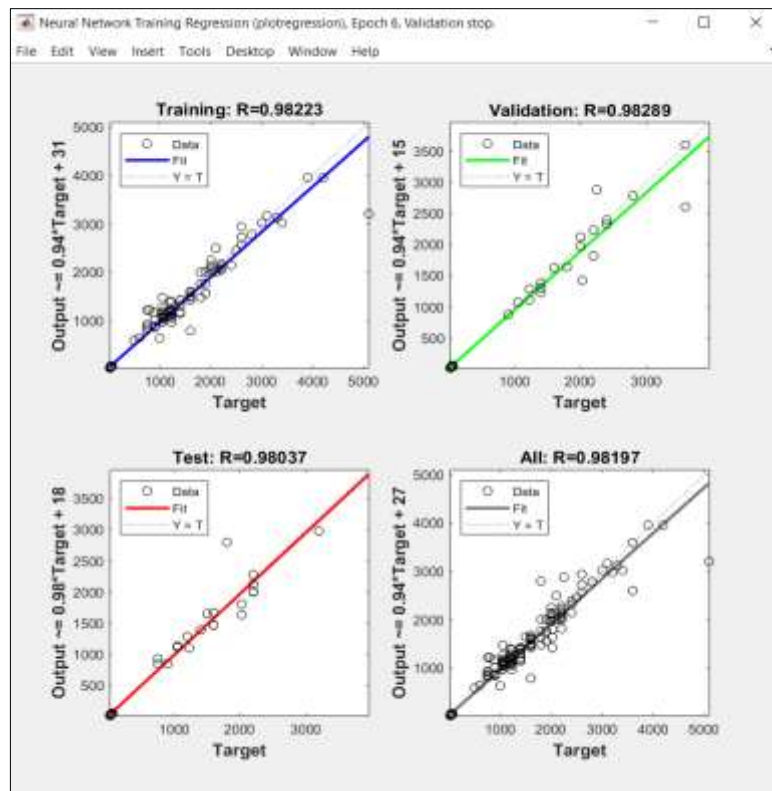 Neural Network Training Regression (plotregression), Epoch 6, Validation stop.
File Edit View Insert Tools Desktop Window Help
Training: R=0.98223
Output ~= 0.94*Target + 31
5000
4000
3000
2000
1000
Data
Fit
Y = T
1000 2000 3000 4000 5000
Target
Validation: R=0.98289
Output ~= 0.94*Target + 15
3500
3000
2500
2000
1500
1000
500
Data
Fit
Y = T
1000 2000 3000
Target
Test: R=0.98037
Output ~= 0.98*Target + 18
3500
3000
2500
2000
1500
1000
500
Data
Fit
Y = T
1000 2000 3000
Target
All: R=0.98197
Output ~= 0.94*Target + 27
5000
4000
3000
2000
1000
Data
Fit
Y = T
1000 2000 3000 4000 5000
Target